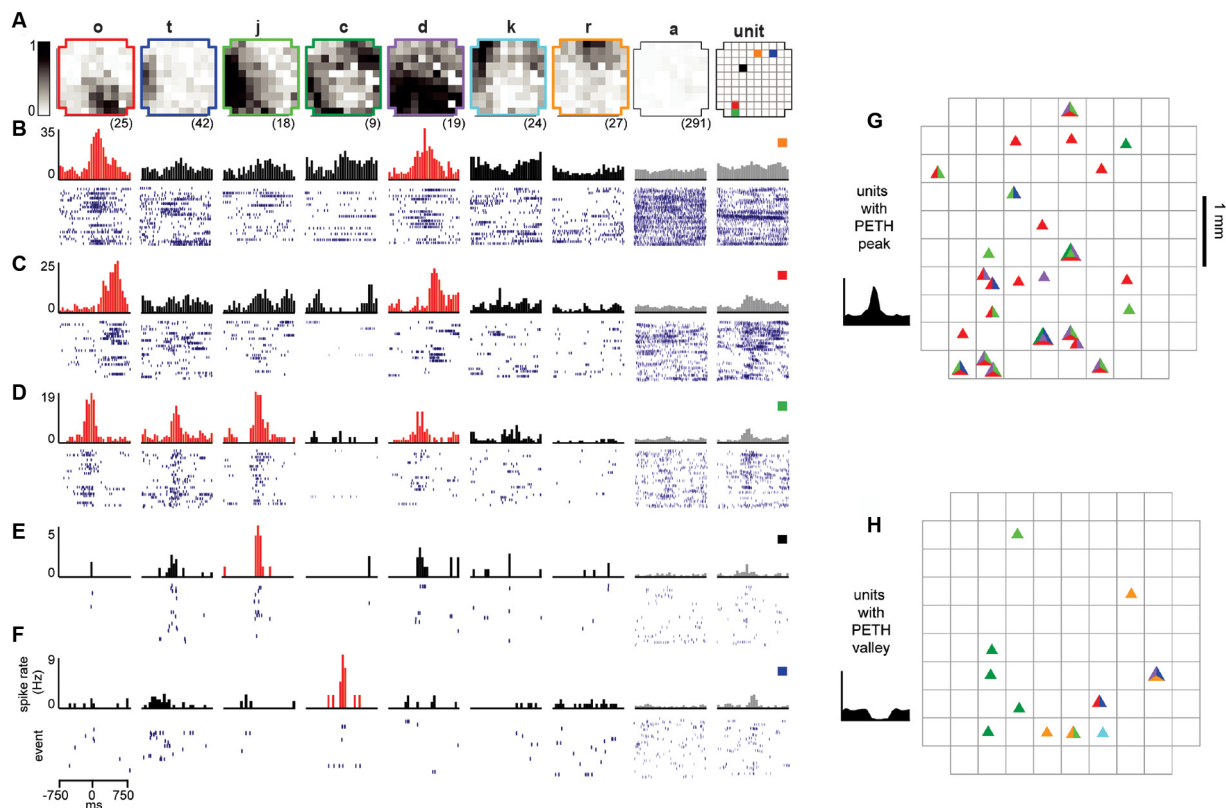 A
o t j c d k r a unit
1
0
(25) (42) (18) (9) (19) (24) (27) (291)
B
35
0
C
25
0
D
19
0
E
5
0
F
9
0
spike rate
(Hz)
event
-750 0 750
ms
G
units
with
PETH
peak
1 mm
H
units
with
PETH
valley